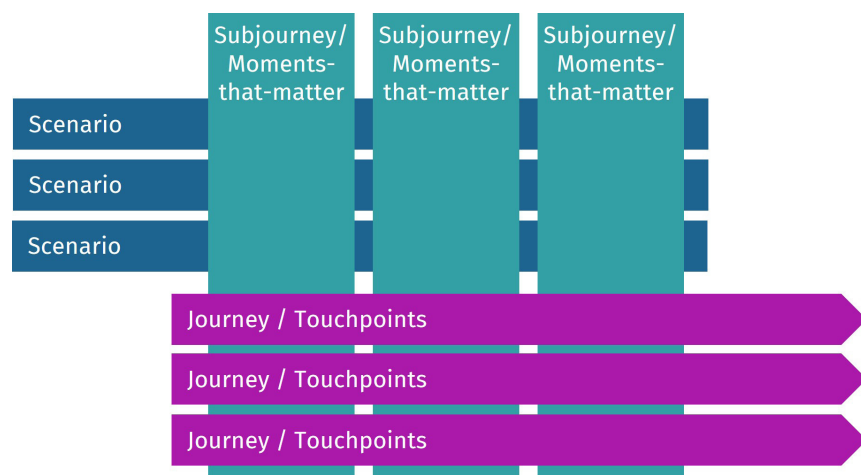 Subjourney/
Moments-
that-matter
Subjourney/
Moments-
that-matter
Subjourney/
Moments-
that-matter
Scenario
Scenario
Scenario
Journey / Touchpoints
Journey / Touchpoints
Journey / Touchpoints